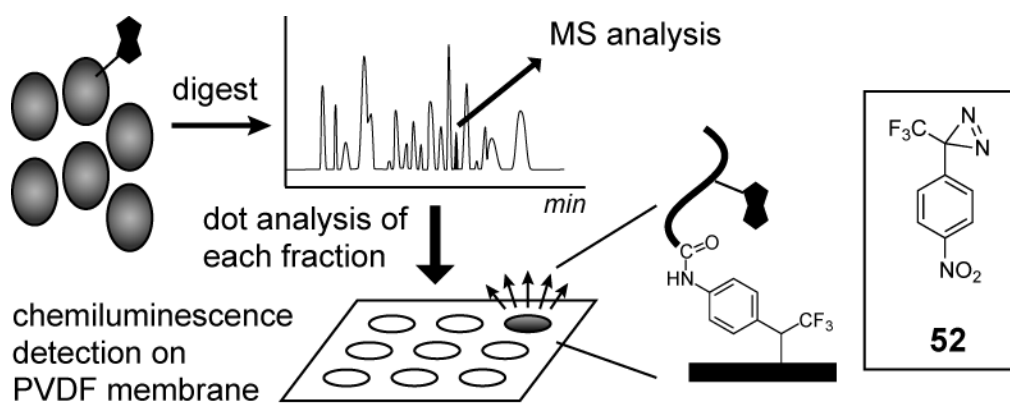 MS analysis
digest
min
dot analysis of
each fraction
chemiluminescence
detection on
PVDF membrane
C
O
HN
CF₃
F₃C
N
N
NO₂
52